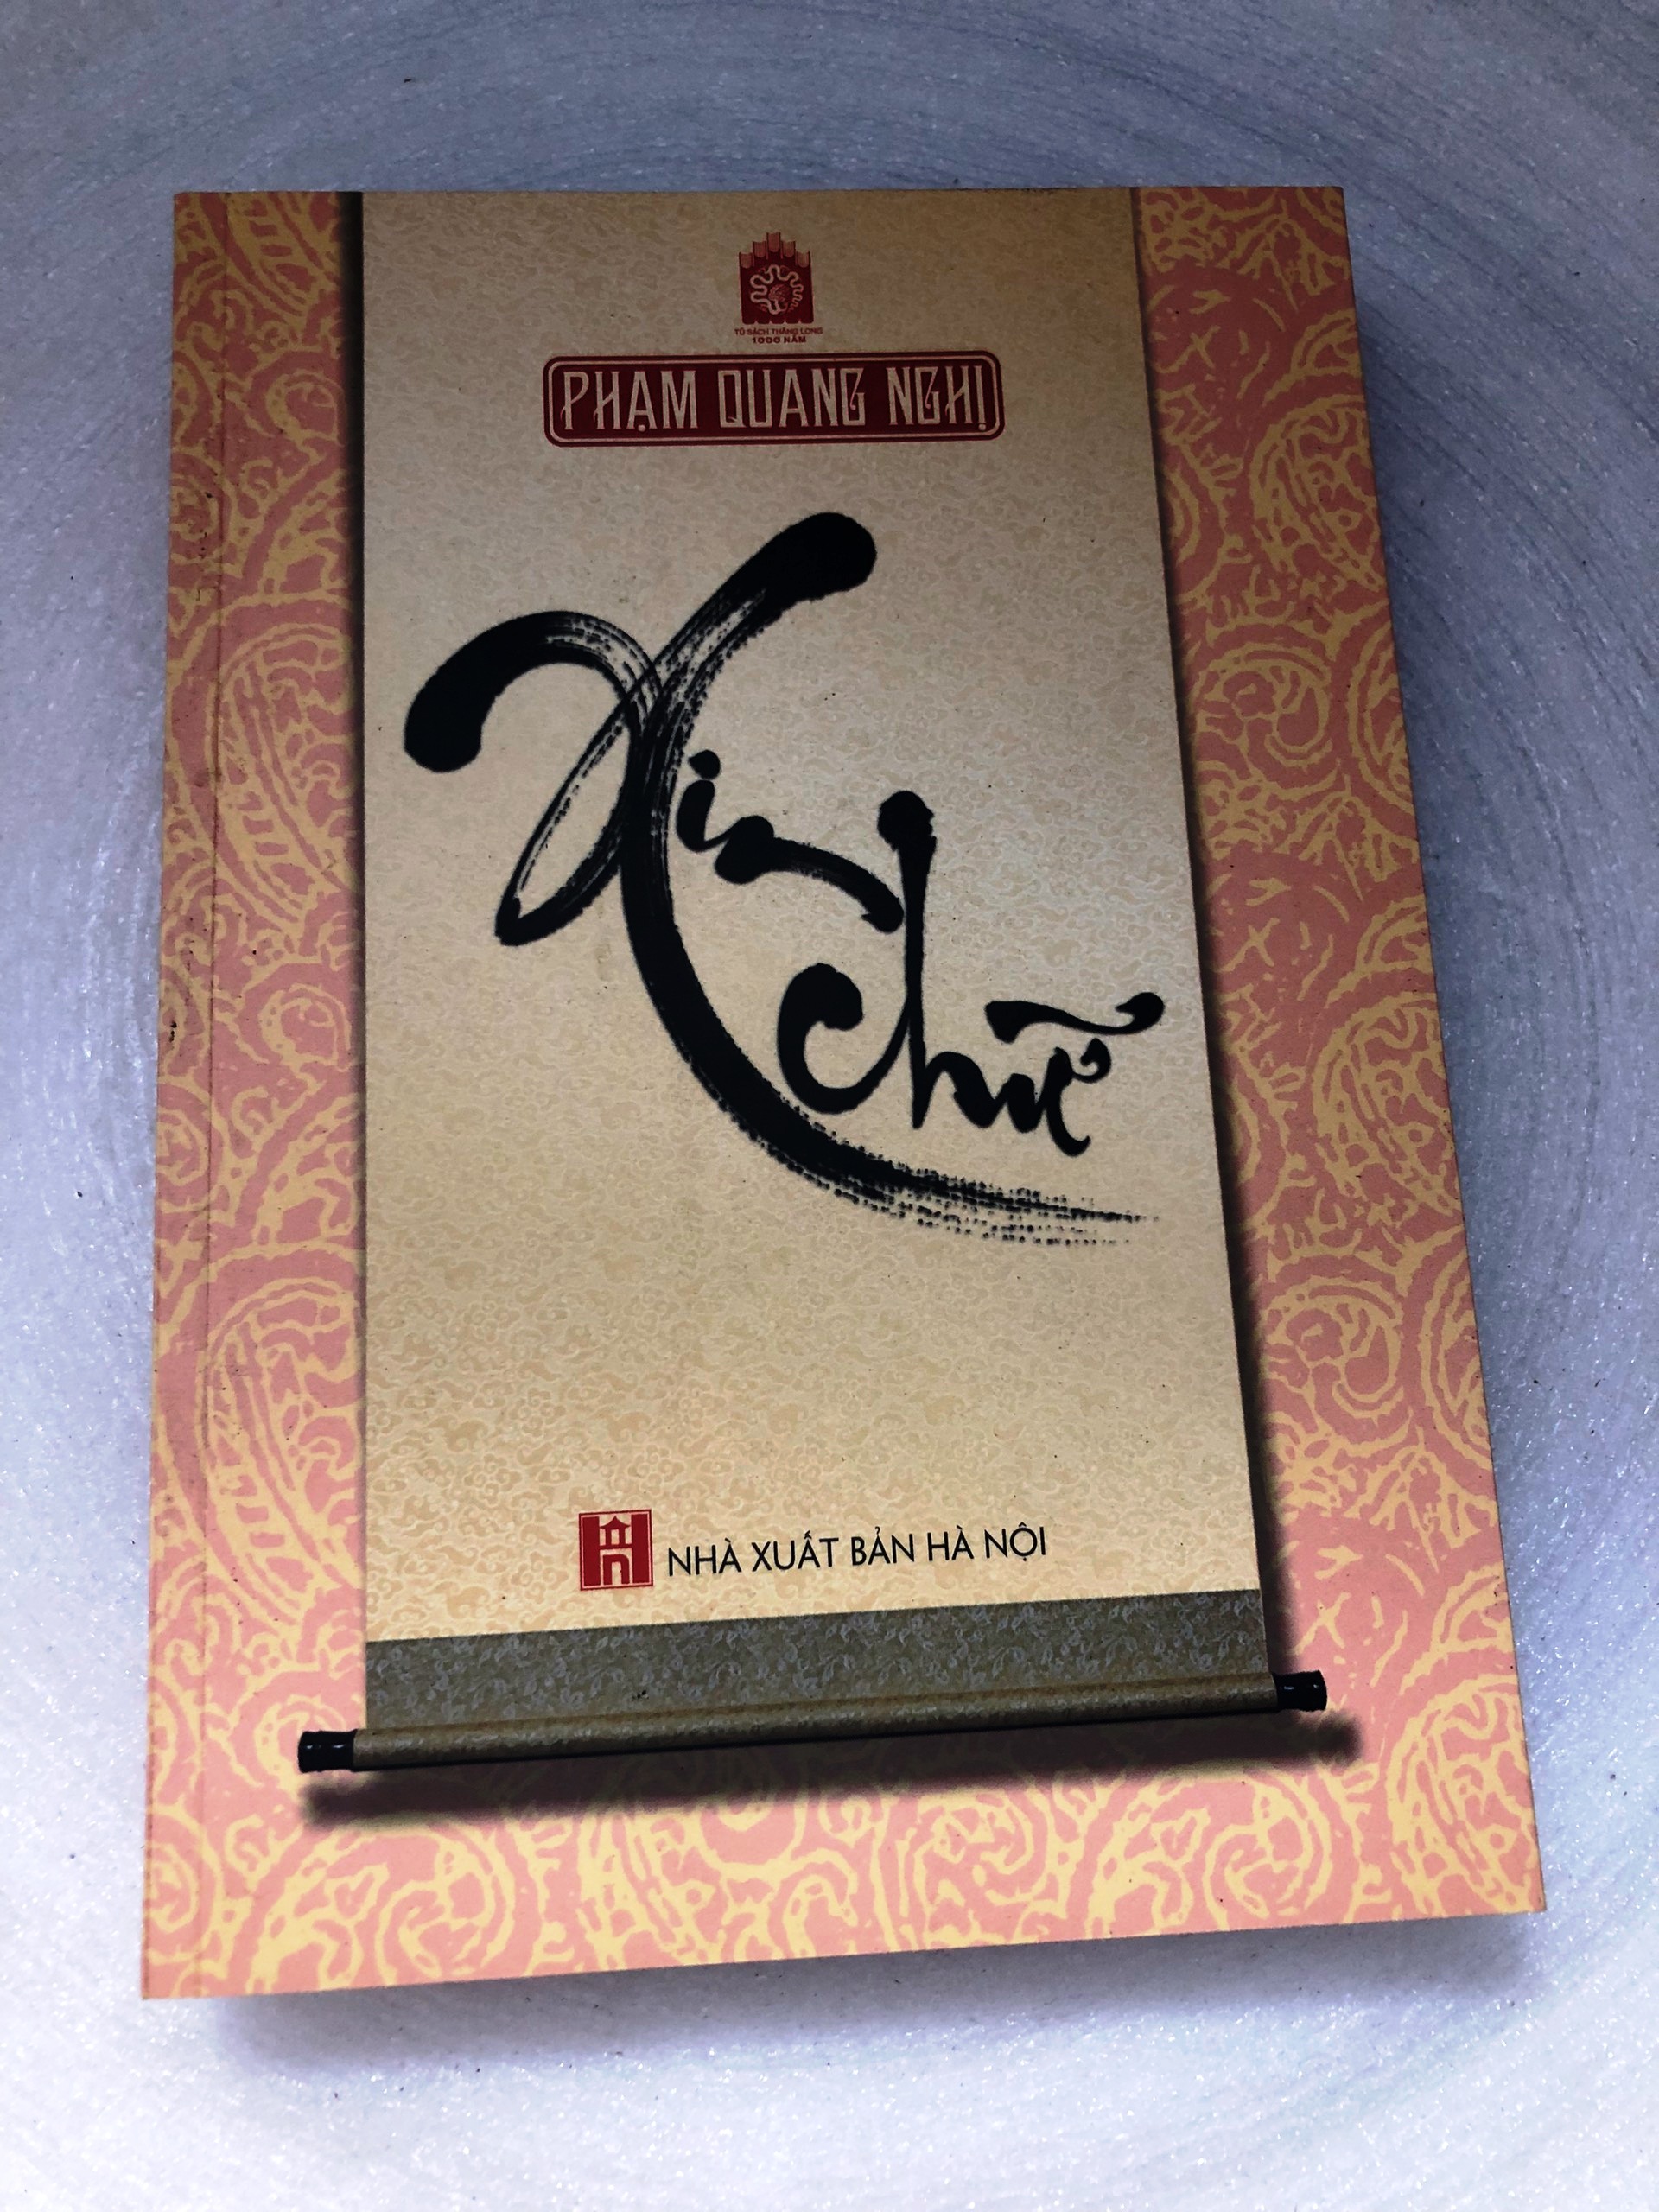 TỦ SÁCH THĂNG LONG
1000 NĂM
PHẠM QUANG NGHỊ
Xin
Chữ
NHÀ XUẤT BẢN HÀ NỘI